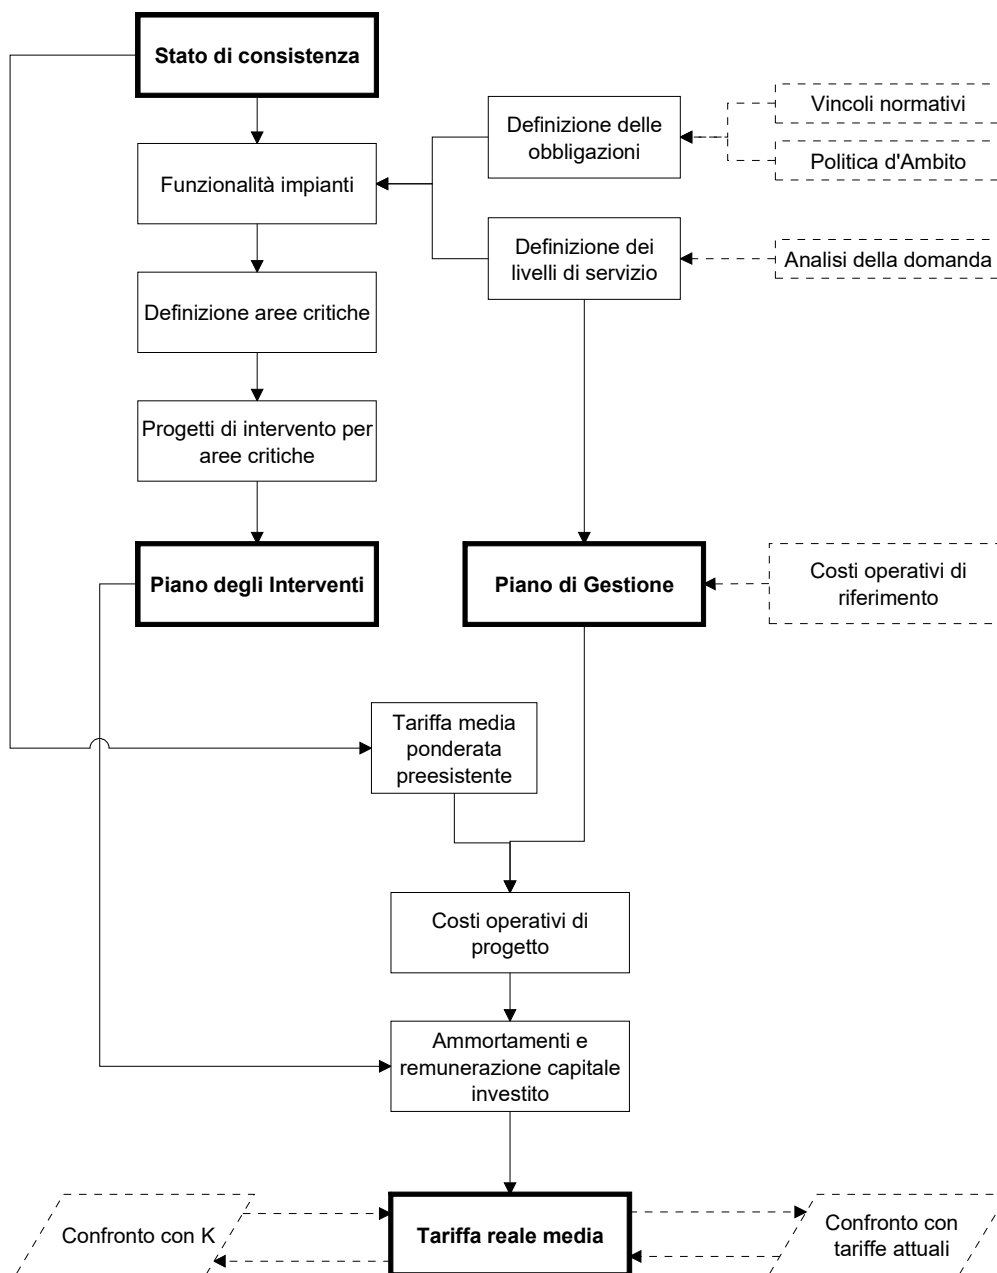 Stato di consistenza
Definizione delle
obbligazioni
Vincoli normativi
Politica d'Ambito
Funzionalità impianti
Definizione dei
livelli di servizio
Analisi della domanda
Definizione aree critiche
Progetti di intervento per
aree critiche
Piano degli Interventi
Piano di Gestione
Costi operativi di
riferimento
Tariffa media
ponderata
preesistente
Costi operativi di
progetto
Ammortamenti e
remunerazione capitale
investito
Confronto con K
Tariffa reale media
Confronto con
tariffe attuali